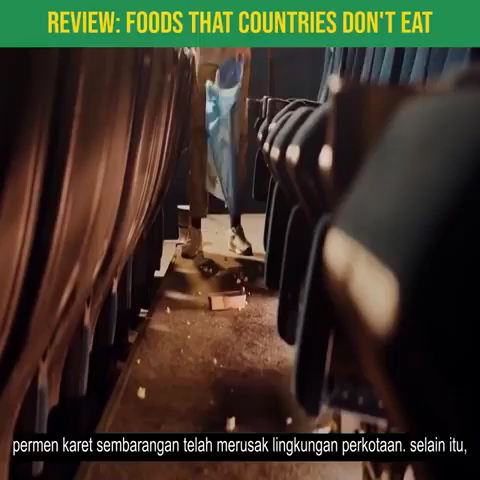 REVIEW: FOODS THAT COUNTRIES DON'T EAT
permen karet sembarangan telah merusak lingkungan perkotaan. selain itu,